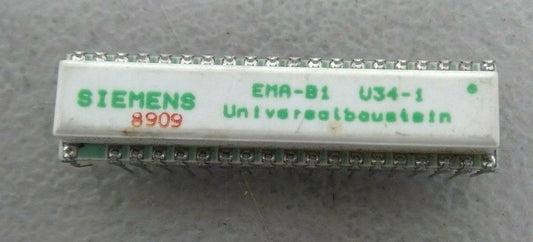 SIEMENS EMA-B1 U34-1
8909 Universalbaustein